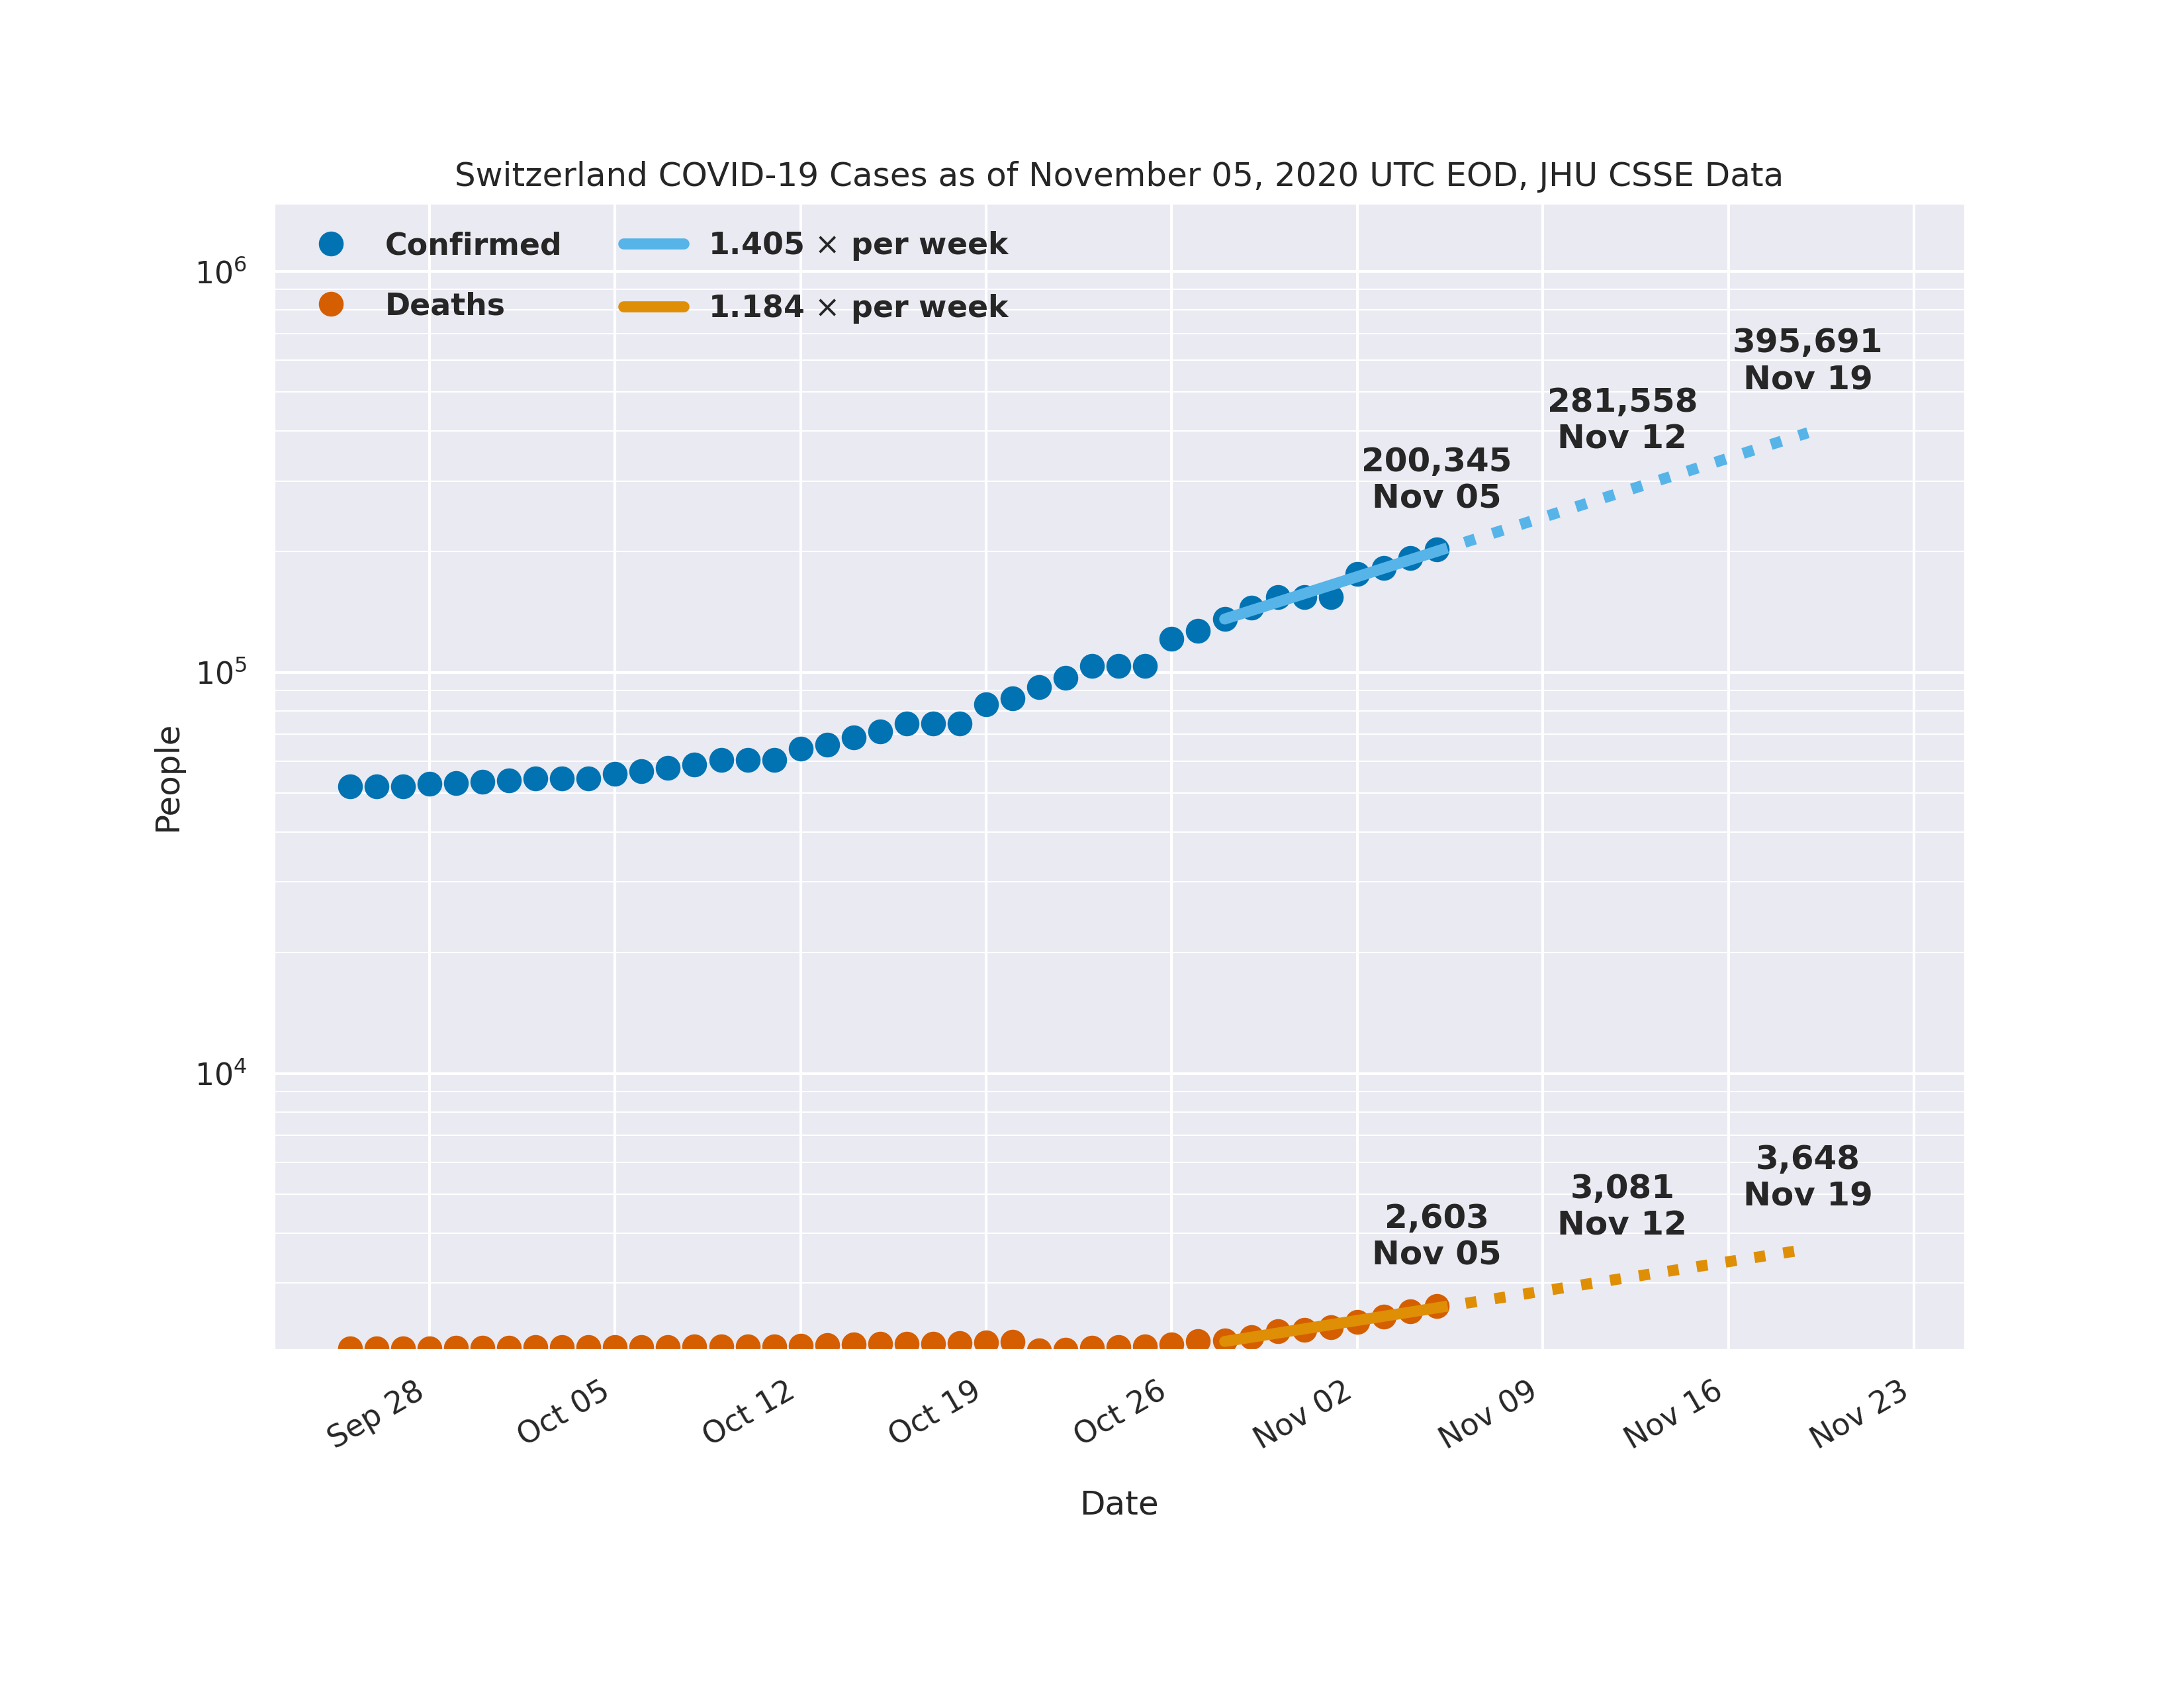 Switzerland COVID-19 Cases as of November 05, 2020 UTC EOD, JHU CSSE Data
Confirmed
Deaths
1.405 × per week
1.184 × per week
395,691
Nov 19
281,558
Nov 12
200,345
Nov 05
3,648
Nov 19
3,081
Nov 12
2,603
Nov 05
People
10⁶
10⁵
10⁴
Sep 28
Oct 05
Oct 12
Oct 19
Oct 26
Nov 02
Nov 09
Nov 16
Nov 23
Date